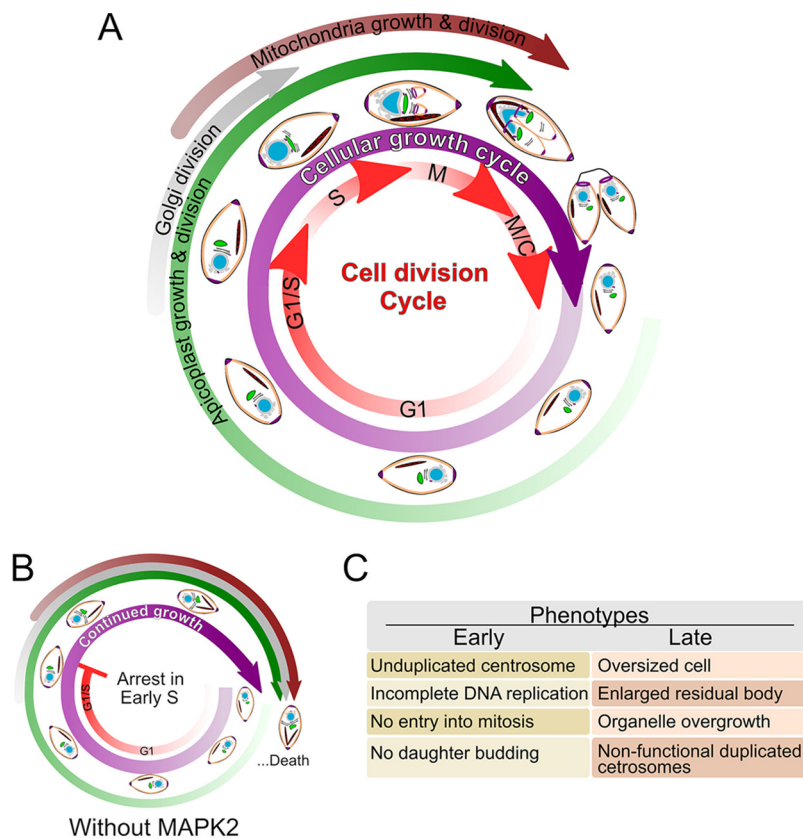 A
Mitochondria growth & division
Golgi division
Apicoplast growth & division
Cellular growth cycle
S
M
M/C
G1/S
Cell division
Cycle
G1
B
Continued growth
Arrest in
Early S
G1/S
G1
...Death
Without MAPK2
C
Phenotypes
Early Late
Unduplicated centrosome Oversized cell
Incomplete DNA replication Enlarged residual body
No entry into mitosis Organelle overgrowth
No daughter budding Non-functional duplicated
cetrosomes